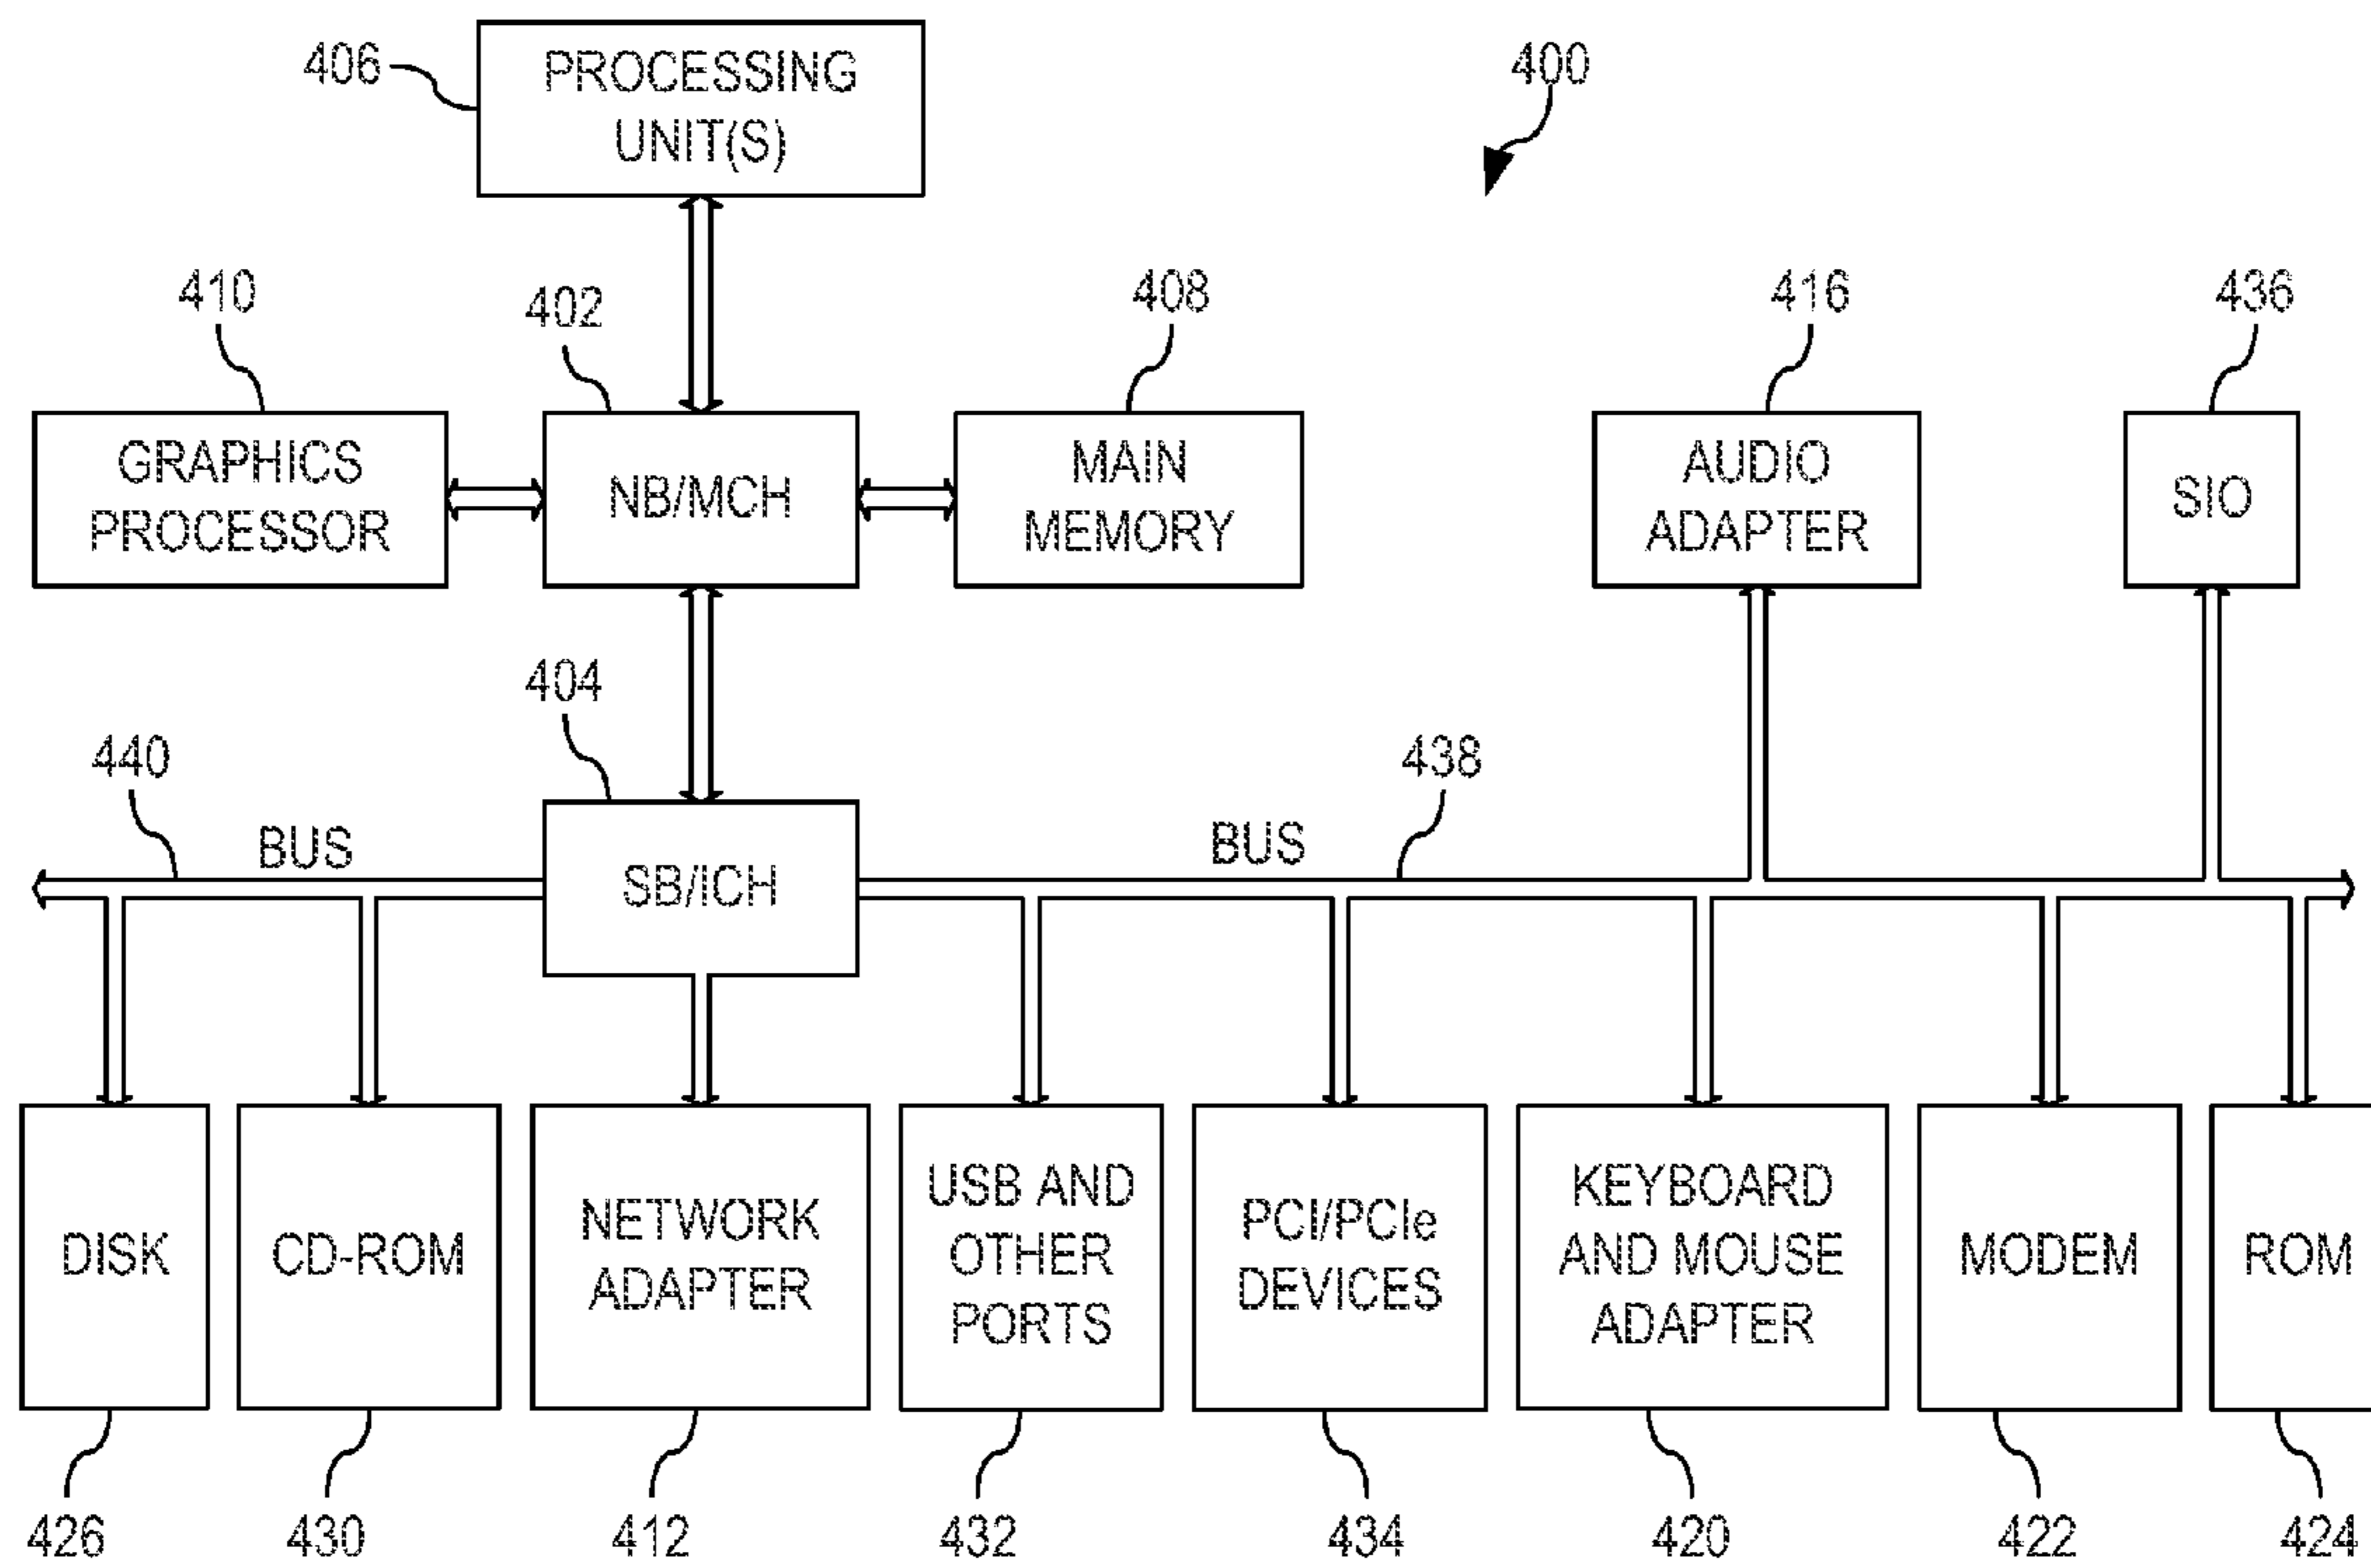 406
PROCESSING
UNIT(S)
400
410
402
408
416
436
GRAPHICS
PROCESSOR
NB/MCH
MAIN
MEMORY
AUDIO
ADAPTER
SIO
404
440
BUS
438
BUS
SB/ICH
DISK
CD-ROM
NETWORK
ADAPTER
USB AND
OTHER
PORTS
PCI/PCIe
DEVICES
KEYBOARD
AND MOUSE
ADAPTER
MODEM
ROM
426
430
412
432
434
420
422
424